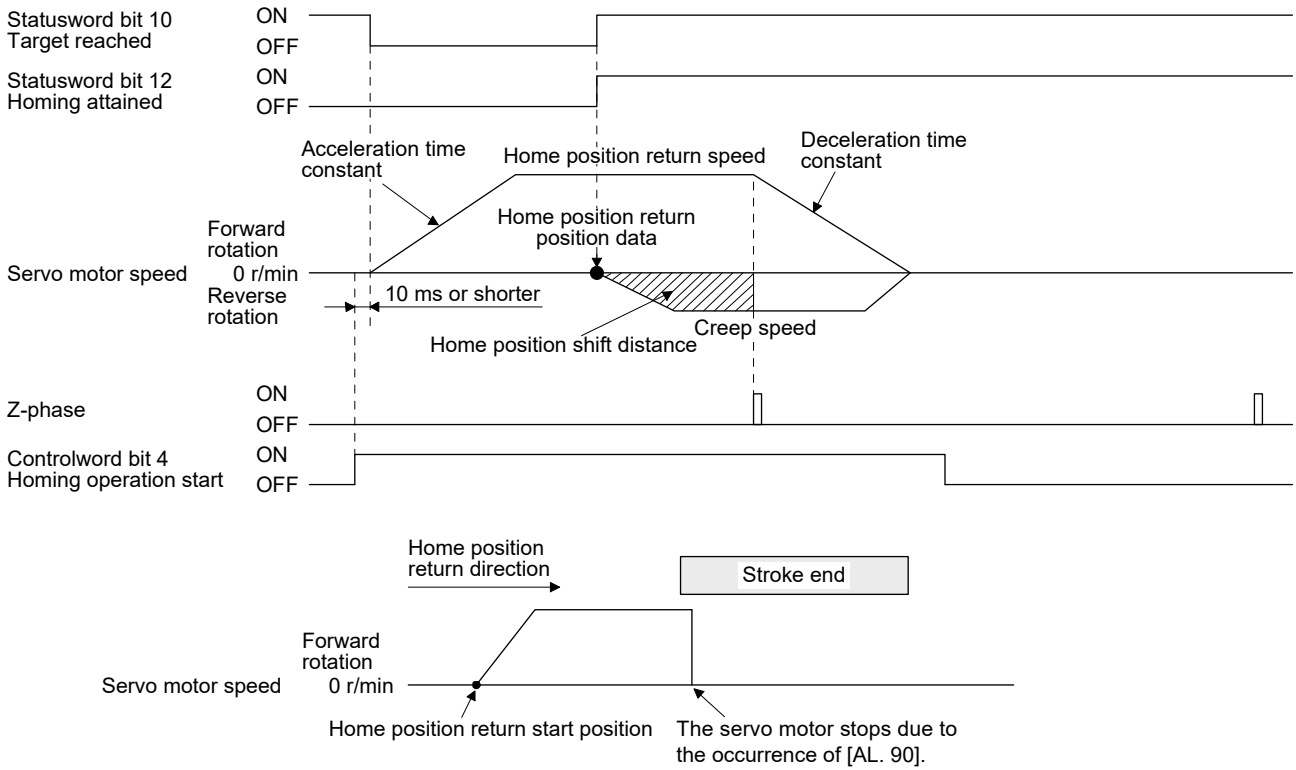 Statusword bit 10
Target reached
ON
OFF
Statusword bit 12
Homing attained
ON
OFF
Acceleration time
constant
Home position return speed
Deceleration time
constant
Home position return
position data
Forward
rotation
Servo motor speed
0 r/min
Reverse
rotation
10 ms or shorter
Creep speed
Home position shift distance
Z-phase
ON
OFF
Controlword bit 4
Homing operation start
ON
OFF
Home position
return direction
Stroke end
Forward
rotation
Servo motor speed
0 r/min
Home position return start position
The servo motor stops due to
the occurrence of [AL. 90].